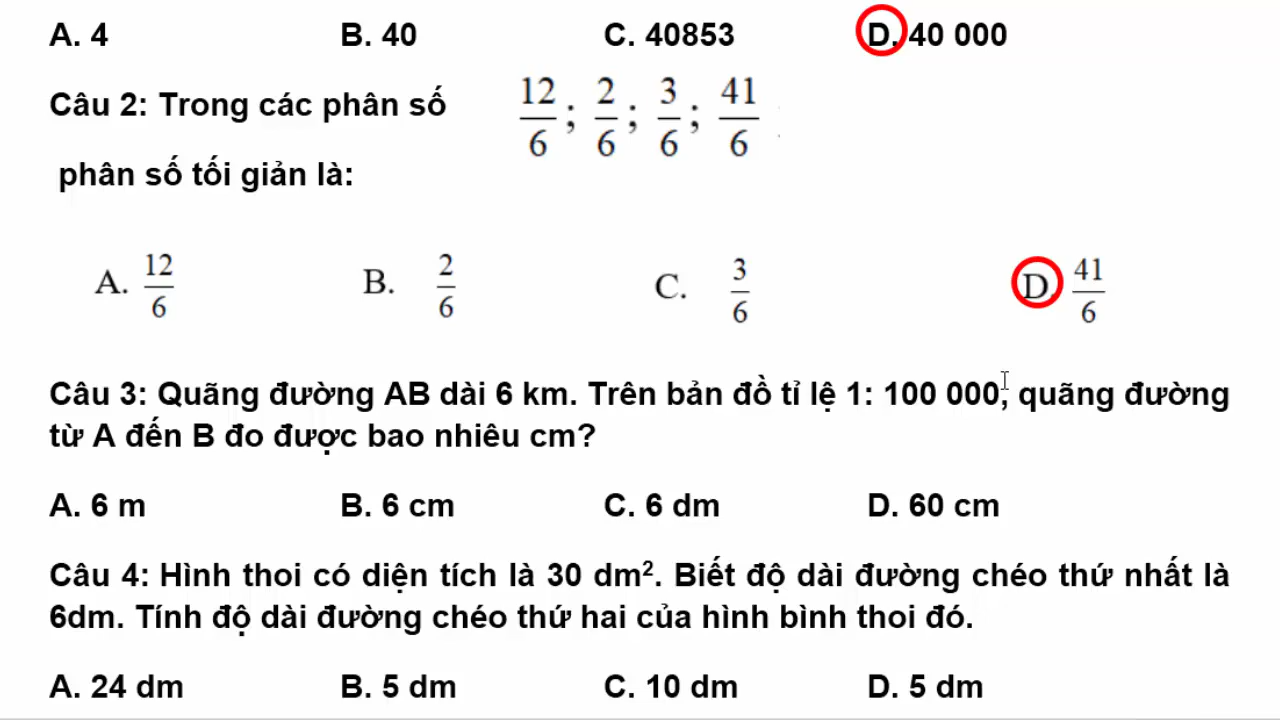 A. 4 B. 40 C. 40853 D. 40 000
Câu 2: Trong các phân số 12/6; 2/6; 3/6; 41/6
phân số tối giản là:
A. 12/6 B. 2/6 C. 3/6 D. 41/6
Câu 3: Quãng đường AB dài 6 km. Trên bản đồ tỉ lệ 1: 100 000, quãng đường
từ A đến B đo được bao nhiêu cm?
A. 6 m B. 6 cm C. 6 dm D. 60 cm
Câu 4: Hình thoi có diện tích là 30 dm². Biết độ dài đường chéo thứ nhất là
6dm. Tính độ dài đường chéo thứ hai của hình bình thoi đó.
A. 24 dm B. 5 dm C. 10 dm D. 5 dm